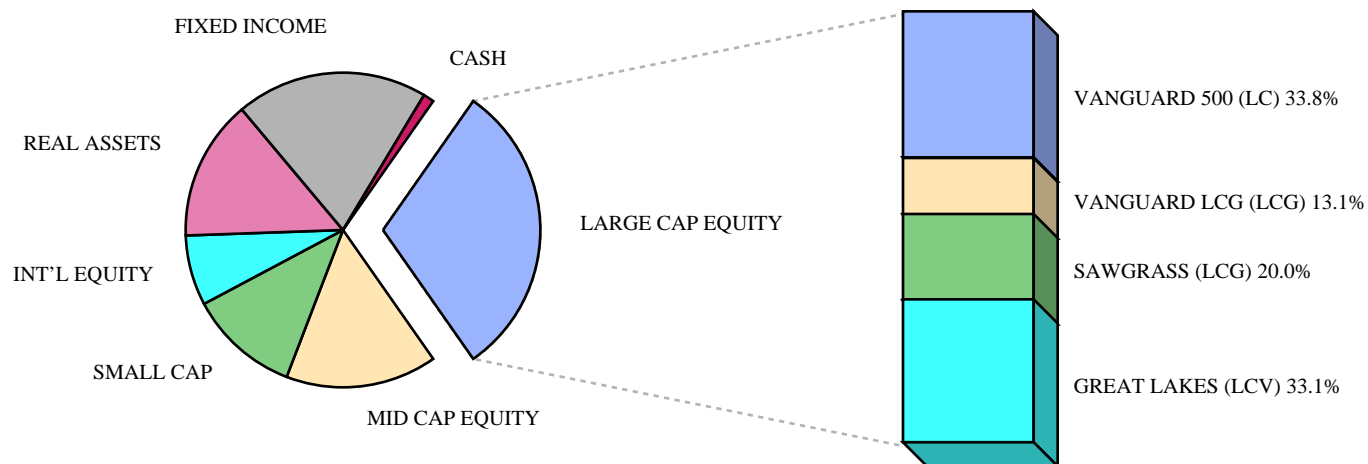 FIXED INCOME
CASH
REAL ASSETS
LARGE CAP EQUITY
INT'L EQUITY
SMALL CAP
MID CAP EQUITY
VANGUARD 500 (LC) 33.8%
VANGUARD LCG (LCG) 13.1%
SAWGRASS (LCG) 20.0%
GREAT LAKES (LCV) 33.1%